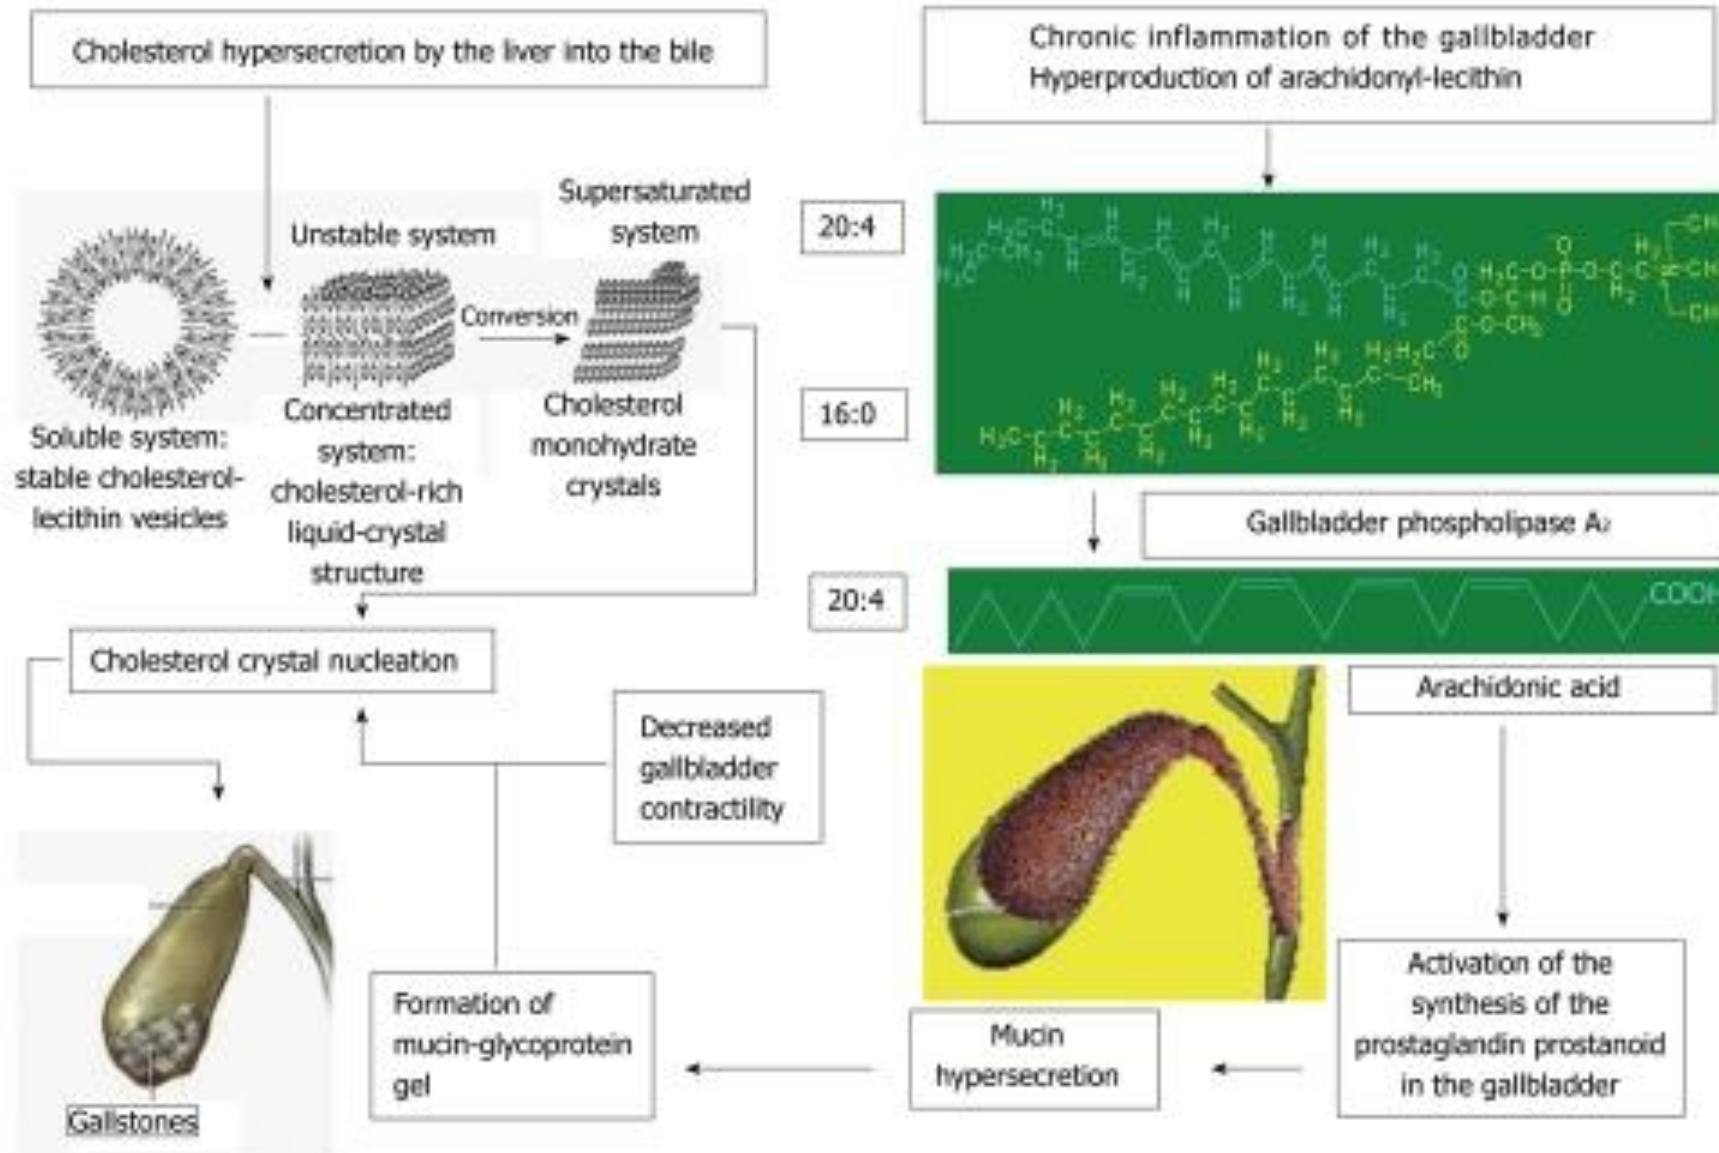 Cholesterol hypersecretion by the liver into the bile
Chronic inflammation of the gallbladder
Hyperproduction of arachidonyl-lecithin
Soluble system:
stable cholesterol-
lecithin vesicles
Unstable system
Concentrated
system:
cholesterol-rich
liquid-crystal
structure
Conversion
Supersaturated
system
Cholesterol
monohydrate
crystals
20:4
16:0
Gallbladder phospholipase A₂
20:4
COOH
Arachidonic acid
Cholesterol crystal nucleation
Decreased
gallbladder
contractility
Activation of the
synthesis of the
prostaglandin prostanoid
in the gallbladder
Mucin
hypersecretion
Formation of
mucin-glycoprotein
gel
Gallstones